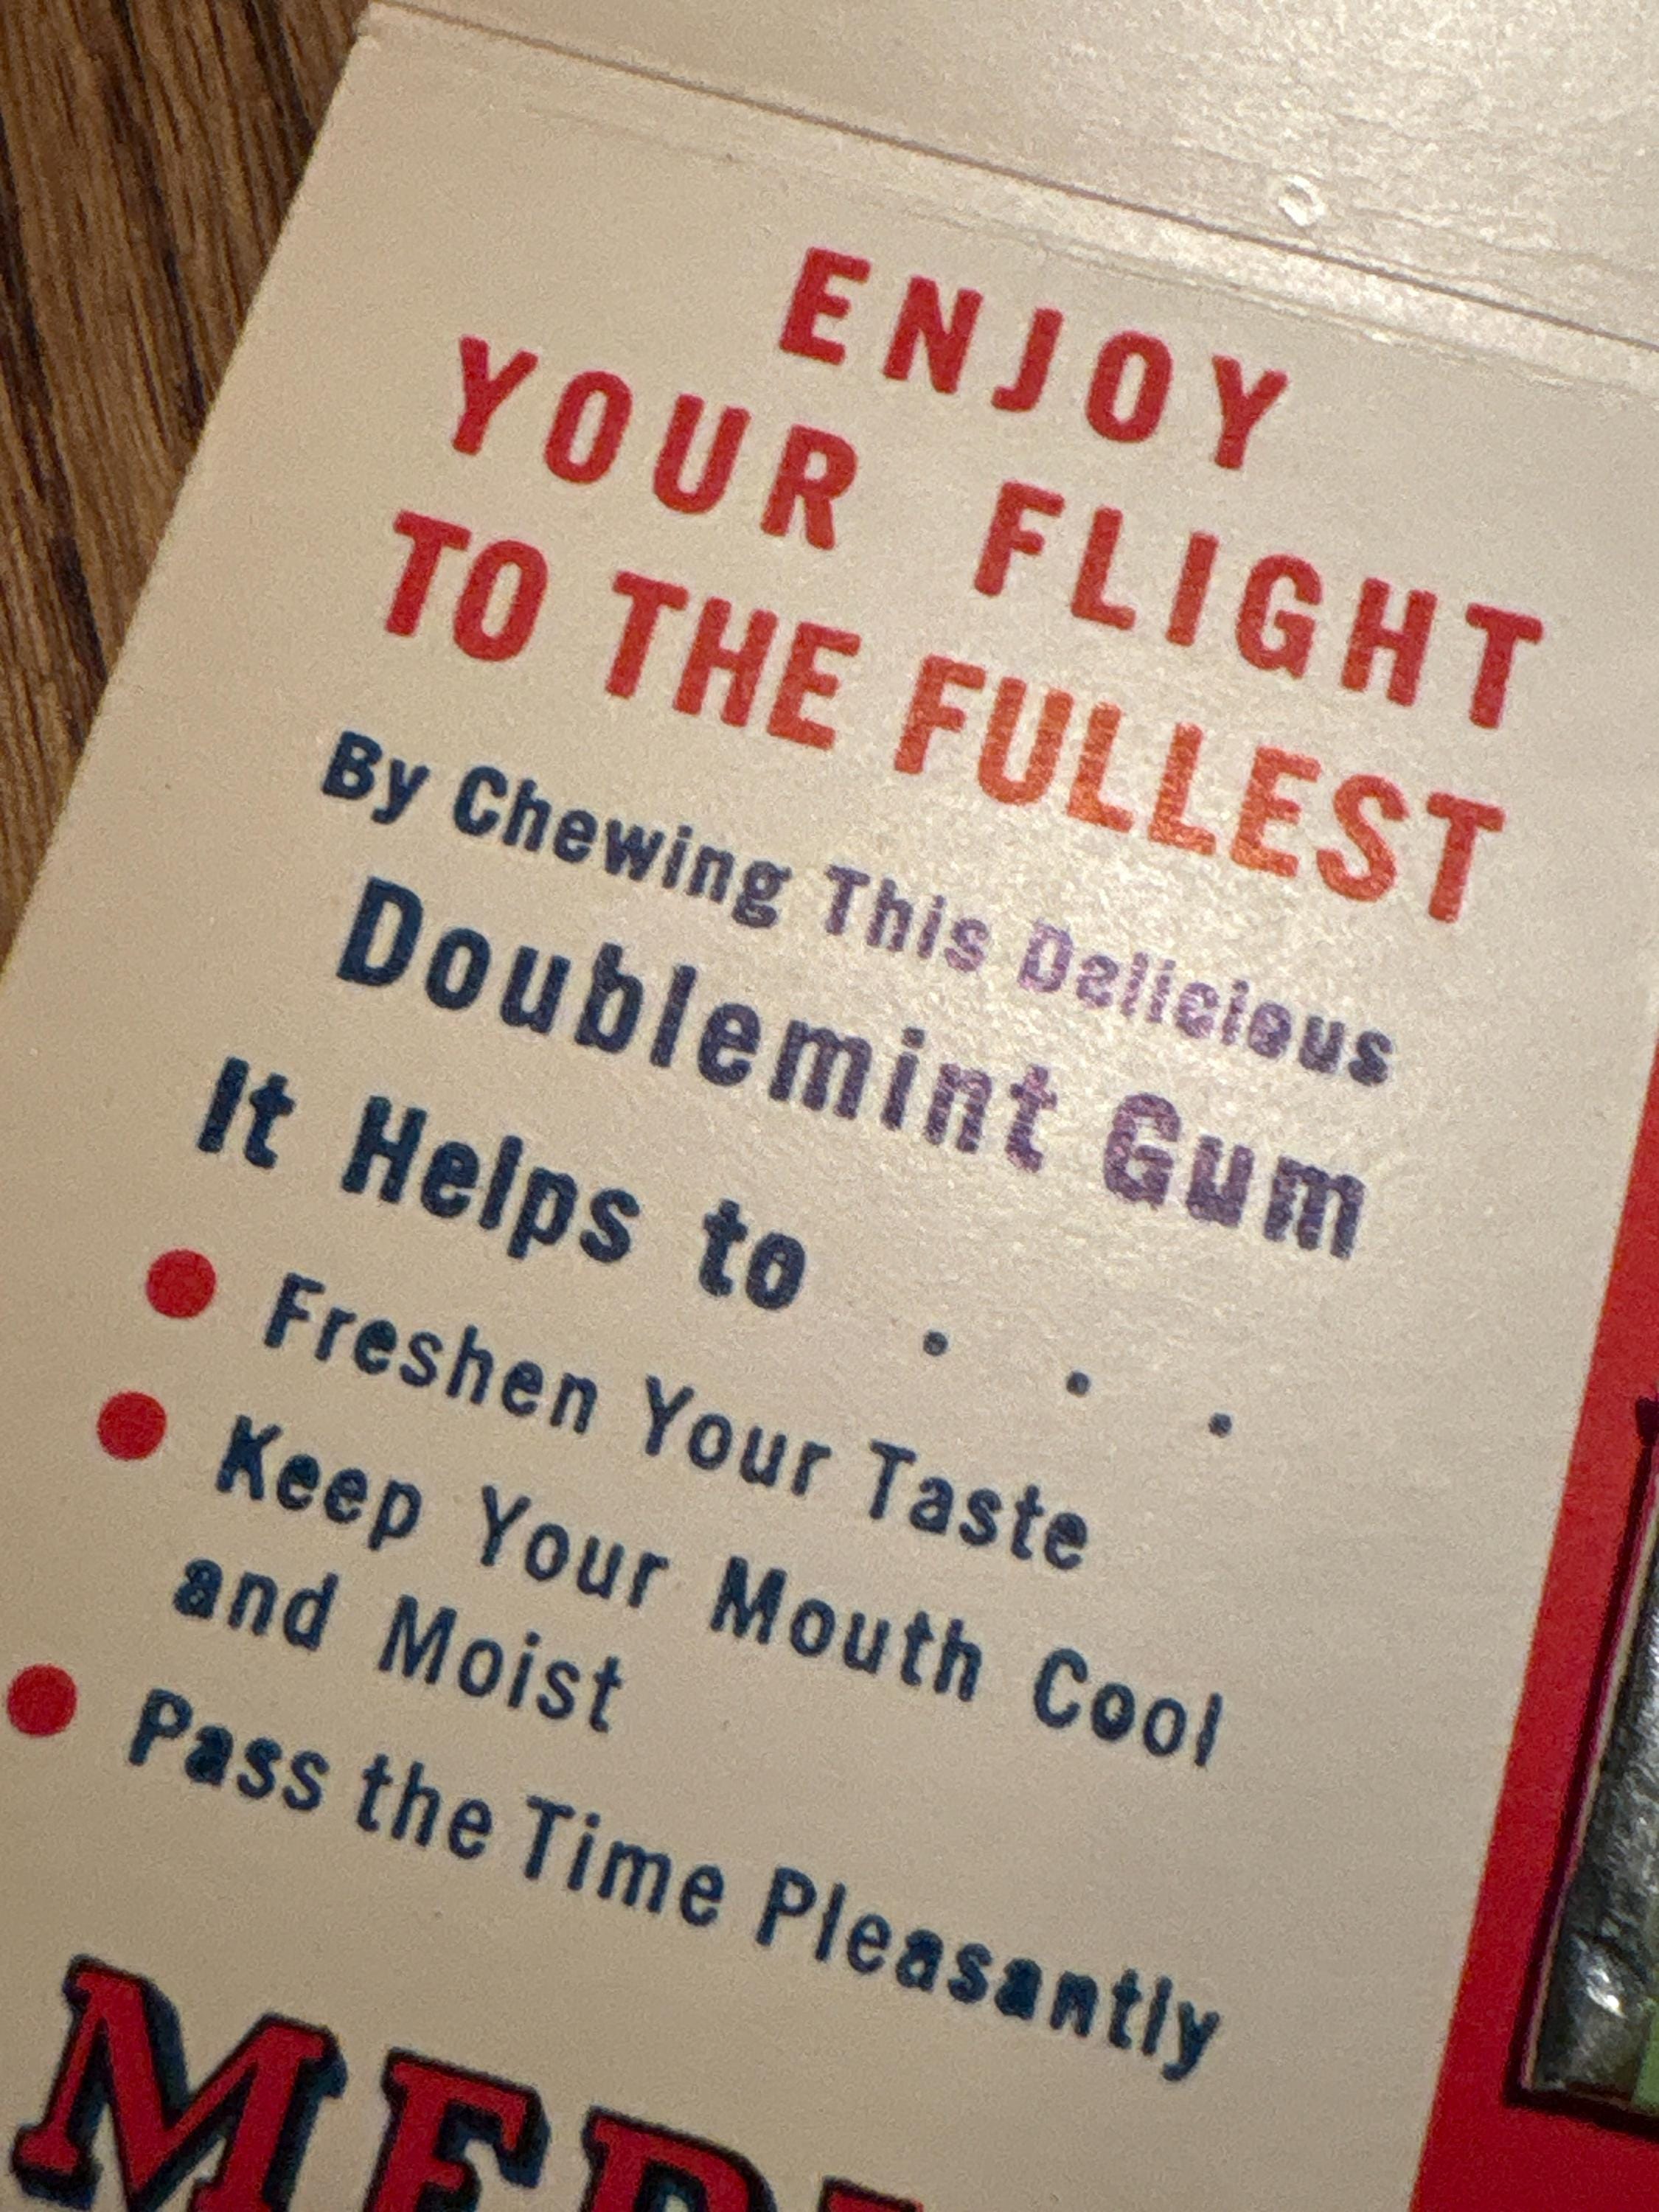 ENJOY
YOUR FLIGHT
TO THE FULLEST
By Chewing This Delicious
Doublemint Gum
It Helps to . . .
● Freshen Your Taste
● Keep Your Mouth Cool
and Moist
● Pass the Time Pleasantly